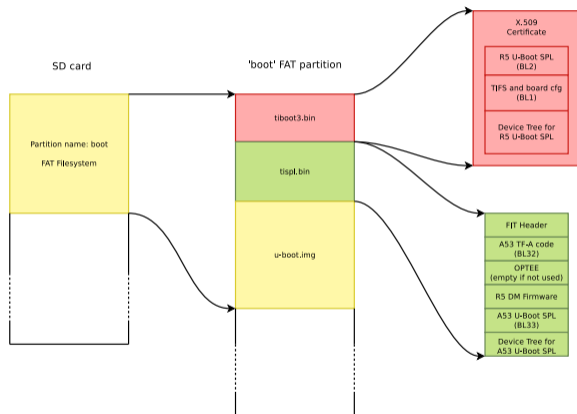 SD card
Partition name: boot
FAT Filesystem
'boot' FAT partition
tiboot3.bin
tispl.bin
u-boot.img
X.509
Certificate
R5 U-Boot SPL
(BL2)
TIFS and board cfg
(BL1)
Device Tree for
R5 U-Boot SPL
FIT Header
A53 TF-A code
(BL32)
OPTEE
(empty if not used)
R5 DM Firmware
A53 U-Boot SPL
(BL33)
Device Tree for
A53 U-Boot SPL